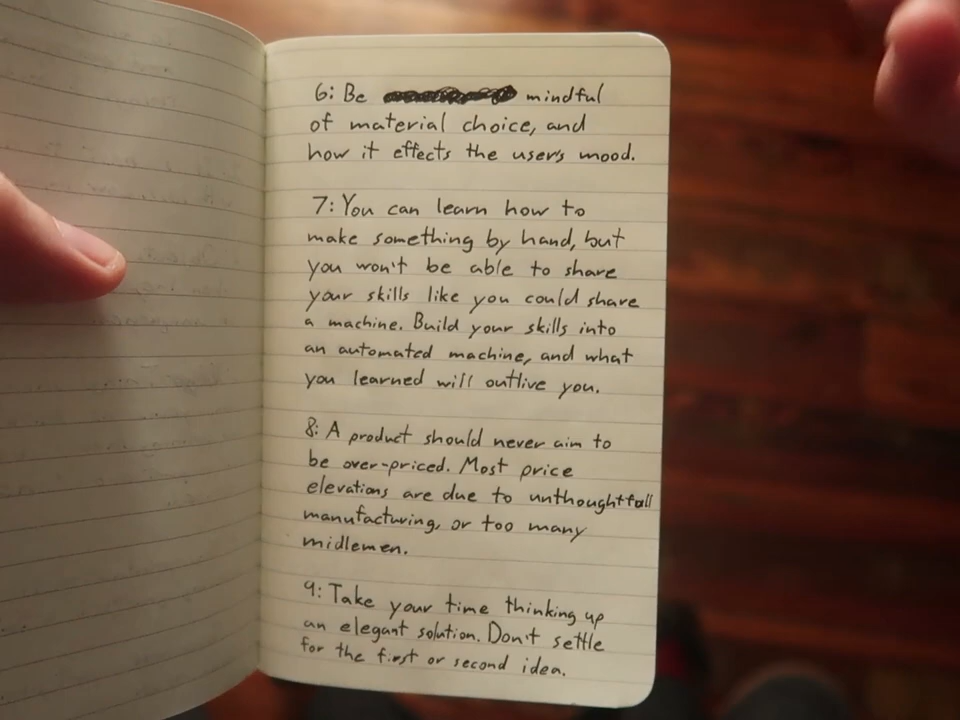 6: Be mindful
of material choice, and
how it effects the user's mood.
7: You can learn how to
make something by hand, but
you won't be able to share
your skills like you could share
a machine. Build your skills into
an automated machine, and what
you learned will outlive you.
8: A product should never aim to
be over-priced. Most price
elevations are due to unthoughtfull
manufacturing, or too many
midlemen.
9: Take your time thinking up
an elegant solution. Don't settle
for the first or second idea.